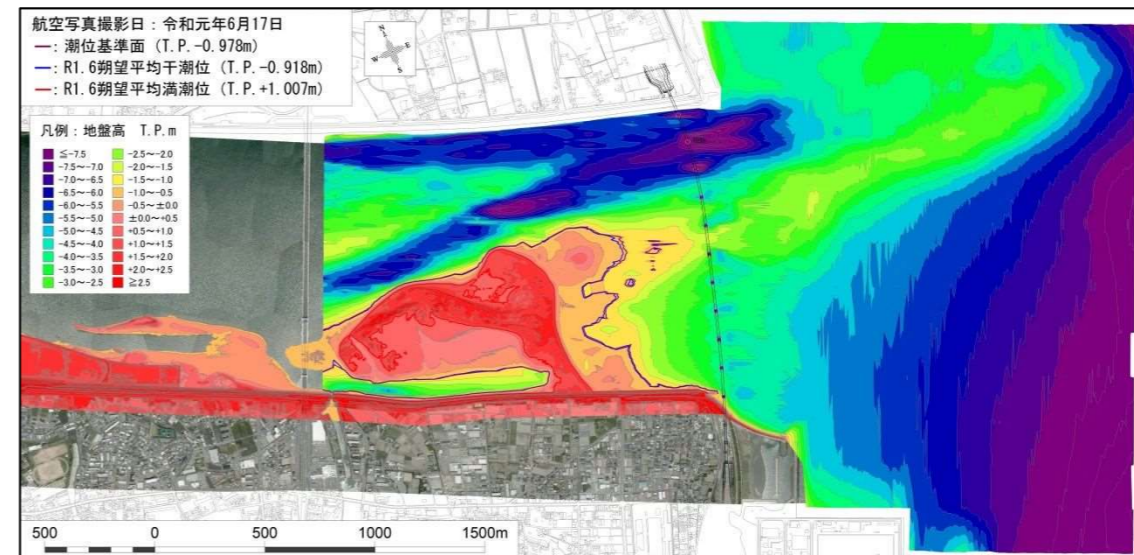 航空写真撮影日:令和元年6月17日
―:潮位基準面 (T.P.-0.978m)
―:R1.6朔望平均干潮位 (T.P.-0.918m)
―:R1.6朔望平均満潮位 (T.P.+1.007m)
N
E
W
S
凡例:地盤高 T.P.m
≦-7.5
-7.5~-7.0
-7.0~-6.5
-6.5~-6.0
-6.0~-5.5
-5.5~-5.0
-5.0~-4.5
-4.5~-4.0
-4.0~-3.5
-3.5~-3.0
-3.0~-2.5
-2.5~-2.0
-2.0~-1.5
-1.5~-1.0
-1.0~-0.5
-0.5~±0.0
±0.0~+0.5
+0.5~+1.0
+1.0~+1.5
+1.5~+2.0
+2.0~+2.5
≧2.5
500 0 500 1000 1500m